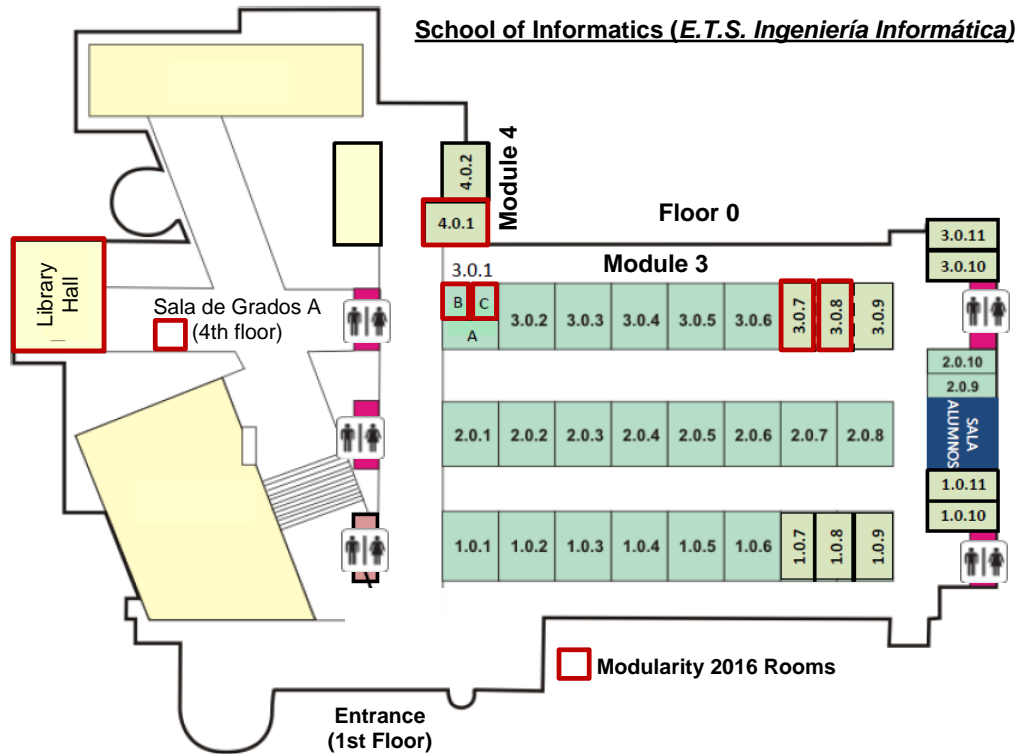 School of Informatics (E.T.S. Ingeniería Informática)
4.0.2
Module 4
4.0.1
Floor 0
3.0.11
3.0.10
Library
Hall
Sala de Grados A
(4th floor)
3.0.1
Module 3
B
C
A
3.0.2
3.0.3
3.0.4
3.0.5
3.0.6
3.0.7
3.0.8
3.0.9
2.0.10
2.0.9
SALA
ALUMNOS
2.0.1
2.0.2
2.0.3
2.0.4
2.0.5
2.0.6
2.0.7
2.0.8
1.0.11
1.0.10
1.0.1
1.0.2
1.0.3
1.0.4
1.0.5
1.0.6
1.0.7
1.0.8
1.0.9
Modularity 2016 Rooms
Entrance
(1st Floor)